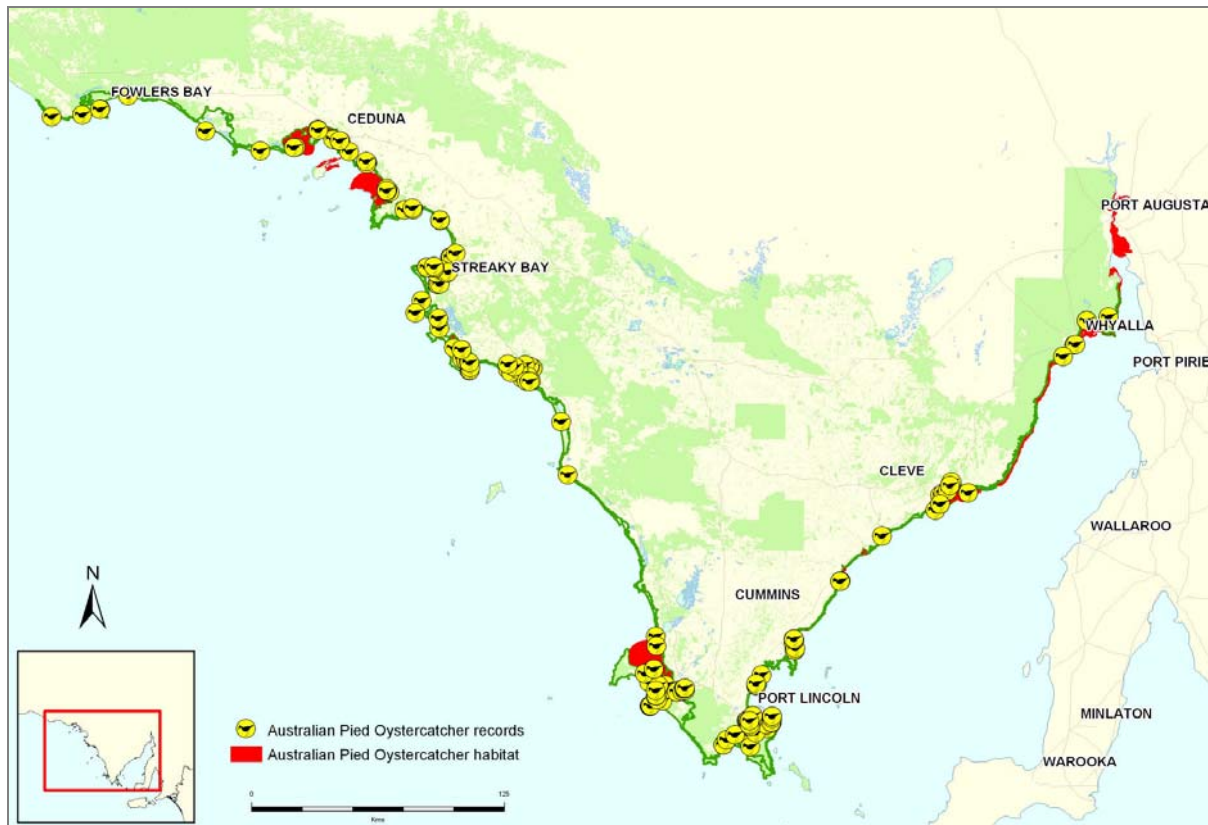 FOWLERS BAY
CEDUNA
PORT AUGUSTA
STREAKY BAY
WHYALLA
PORT PIRIE
CLEVE
WALLAROO
N
CUMMINS
PORT LINCOLN
MINLATON
Australian Pied Oystercatcher records
Australian Pied Oystercatcher habitat
WAROOKA
0 125
Kms